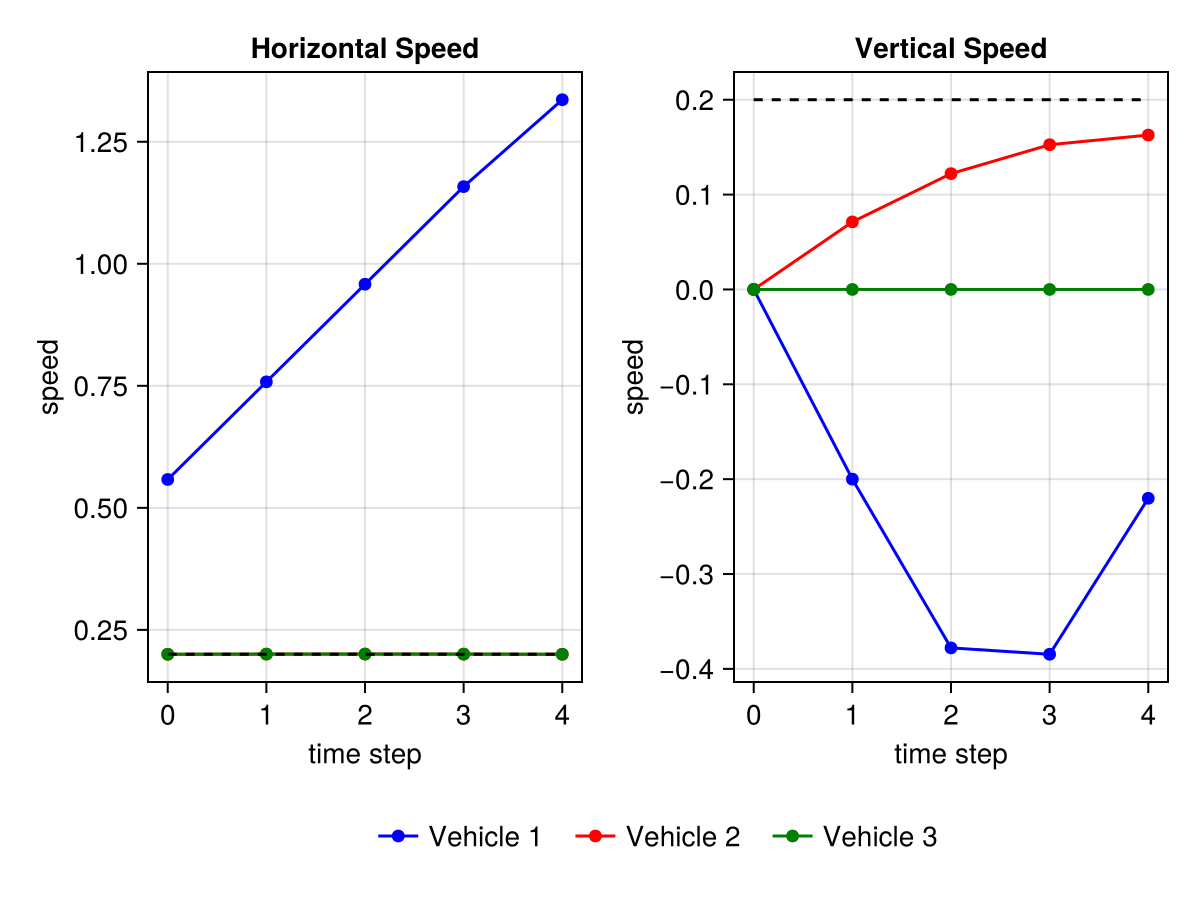 Horizontal Speed
speed
1.25
1.00
0.75
0.50
0.25
0 1 2 3 4
time step
Vertical Speed
speed
0.2
0.1
0.0
−0.1
−0.2
−0.3
−0.4
0 1 2 3 4
time step
Vehicle 1 Vehicle 2 Vehicle 3